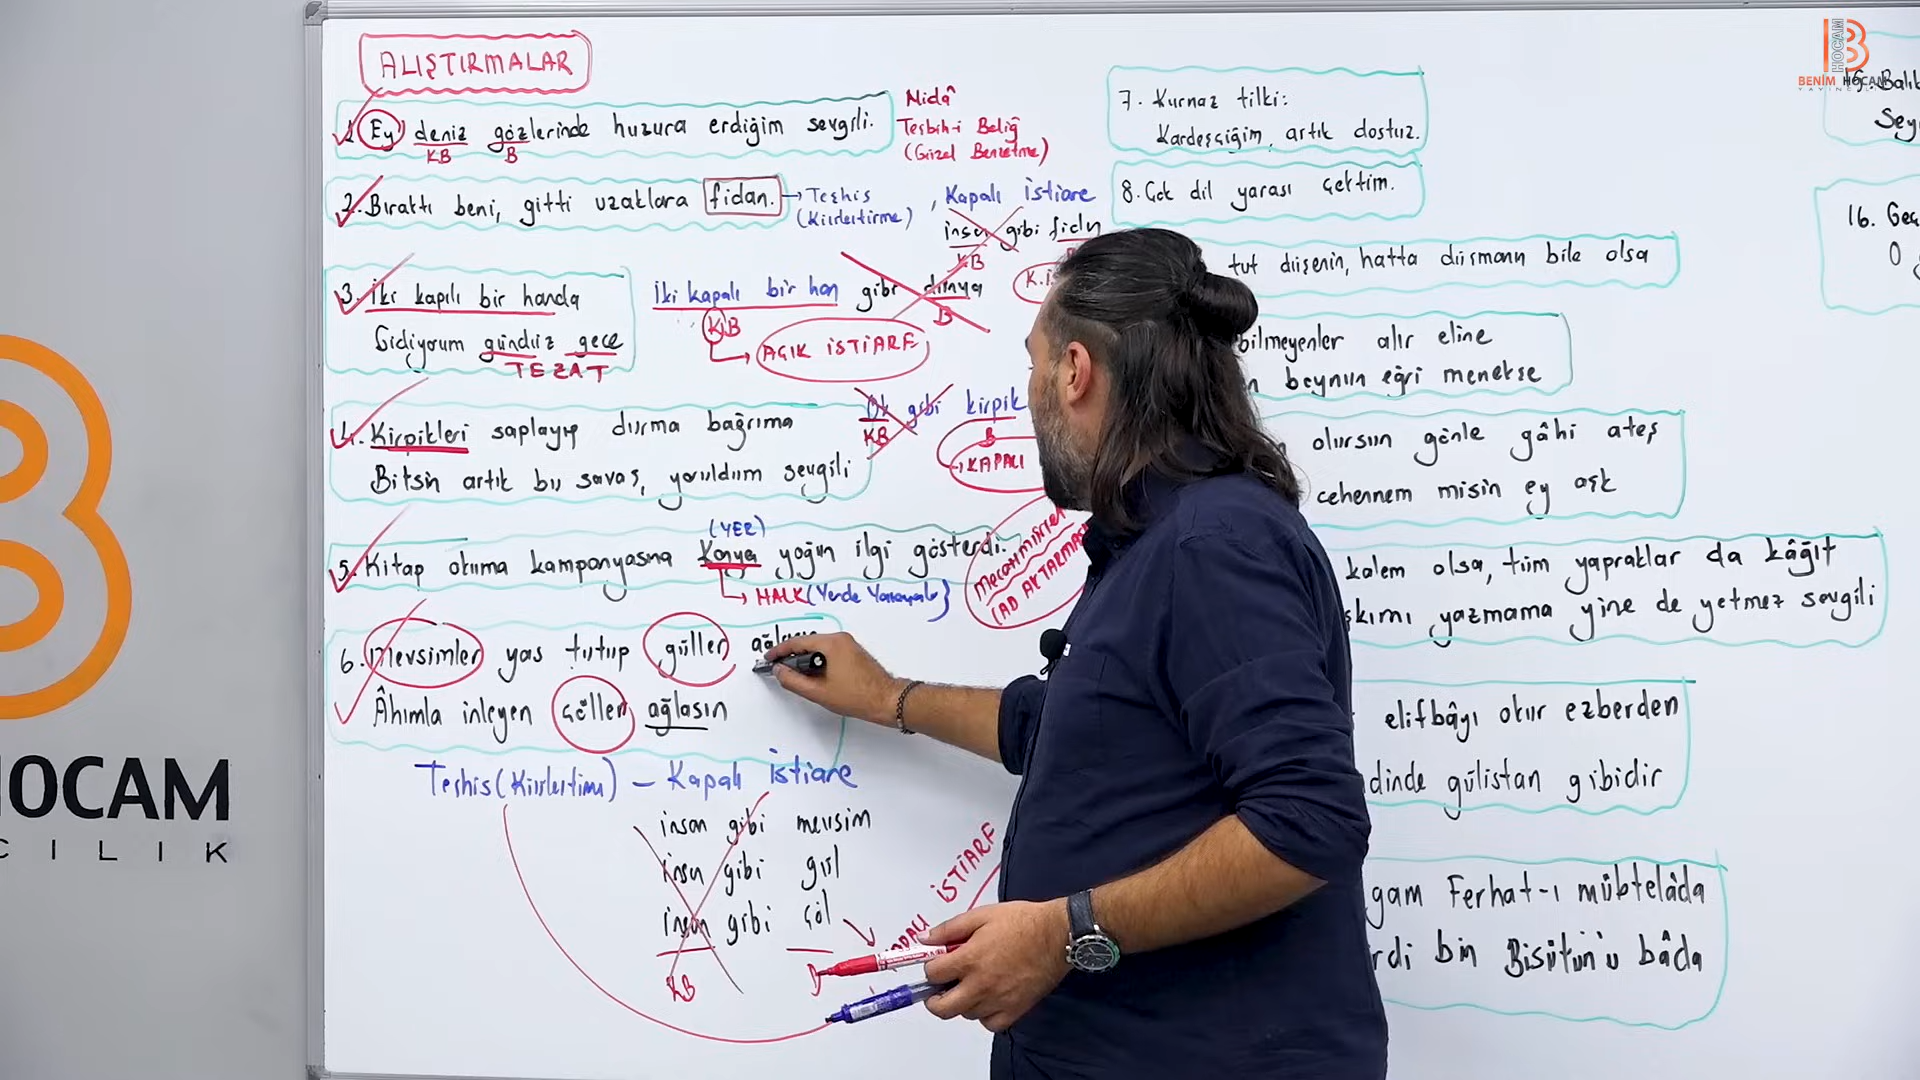 ALIŞTIRMALAR
1. Ey deniz gözlerinde huzura erdiğim sevgili.
KB B
Nidâ
Teşbih-i Beliğ
(Güzel Benzetme)
2. Bıraktı beni, gitti uzaklara fidan. → Teşhis , Kapalı İstiare
(Kişileştirme)
insan gibi fidan
KB
3. İki kapılı bir handa
Gidiyorum gündüz gece
TEZAT
İki kapalı bir han gibi dünya
KB B
AÇIK İSTİARE
4. Kirpikleri saplayıp durma bağrıma
Bitsin artık bu savaş, yoruldum sevgili
Ok gibi kirpik
KB B
KAPALI
(YER)
5. Kitap okuma kampanyasına Konya yoğun ilgi gösterdi.
HALK (Yerde Yaşayanlar)
Mecazımürsel
(AD AKTARMASI
6. Mevsimler yas tutup güller
Âhımla inleyen çöller ağlasın
Teşhis (Kişileştirme) – Kapalı İstiare
insan gibi mevsim
insan gibi gül
insan gibi çöl
KB
İSTİARE
7. Kurnaz tilki:
Kardeşçiğim, artık dostuz.
8. Çok dil yarası çektim.
tut düşenin, hatta düşmanın bile olsa
bilmeyenler alır eline
beynun eğri menekşe
olursun gönle gâhi ateş
cehennem misin ey aşk
kalem olsa, tüm yapraklar da kâğıt
yazmama yine de yetmez sevgili
elifbâyı okur ezberden
gülistan gibidir
gam Ferhat-ı mübtelâda
bin Bisütûn'u bâda
16.
BENİM HOCAM
YAYINCILIK
HOCAM
CILIK